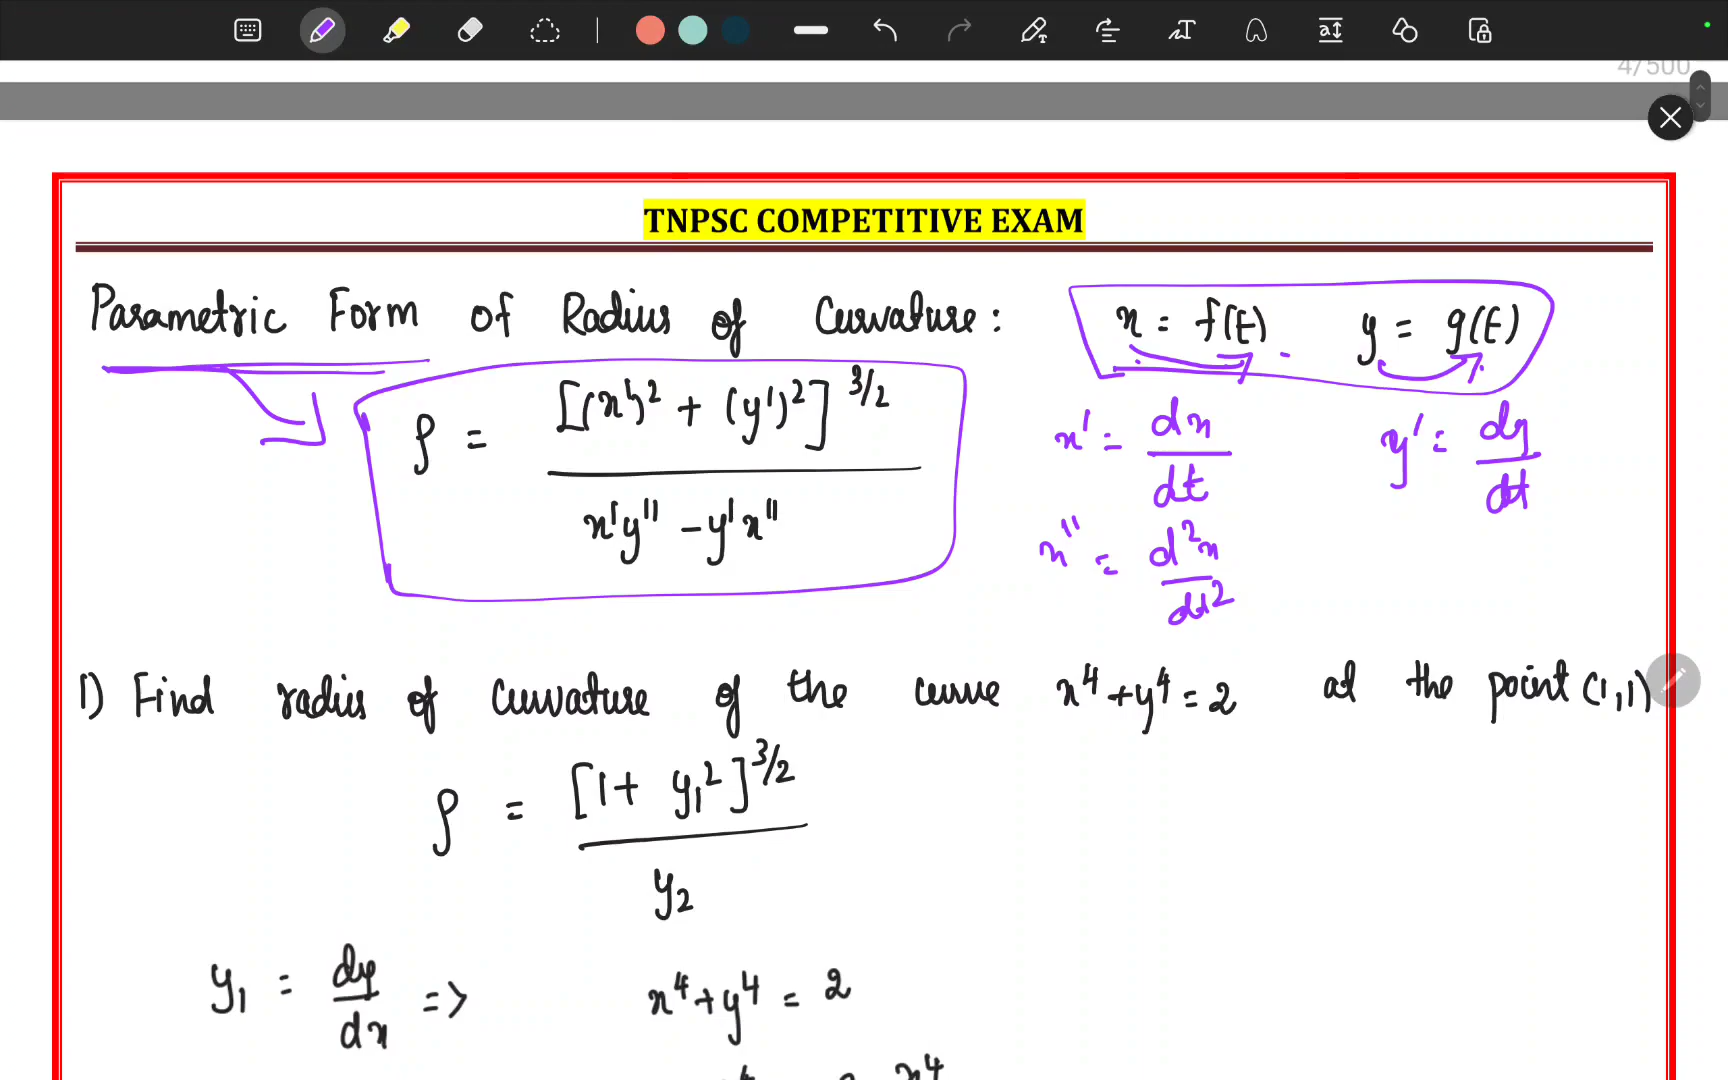 4/500
TNPSC COMPETITIVE EXAM
Parametric Form of Radius of Curvature: x = f(t) y = g(t)
ρ = [(x')² + (y')²]^3/2 / x'y'' - y'x''
x' = dx/dt y' = dy/dt
x'' = d²x/dt²
1) Find radius of curvature of the curve x⁴+y⁴=2 at the point (1,1)
ρ = [1+ y₁²]^3/2 / y₂
y₁ = dy/dx => x⁴+y⁴ = 2